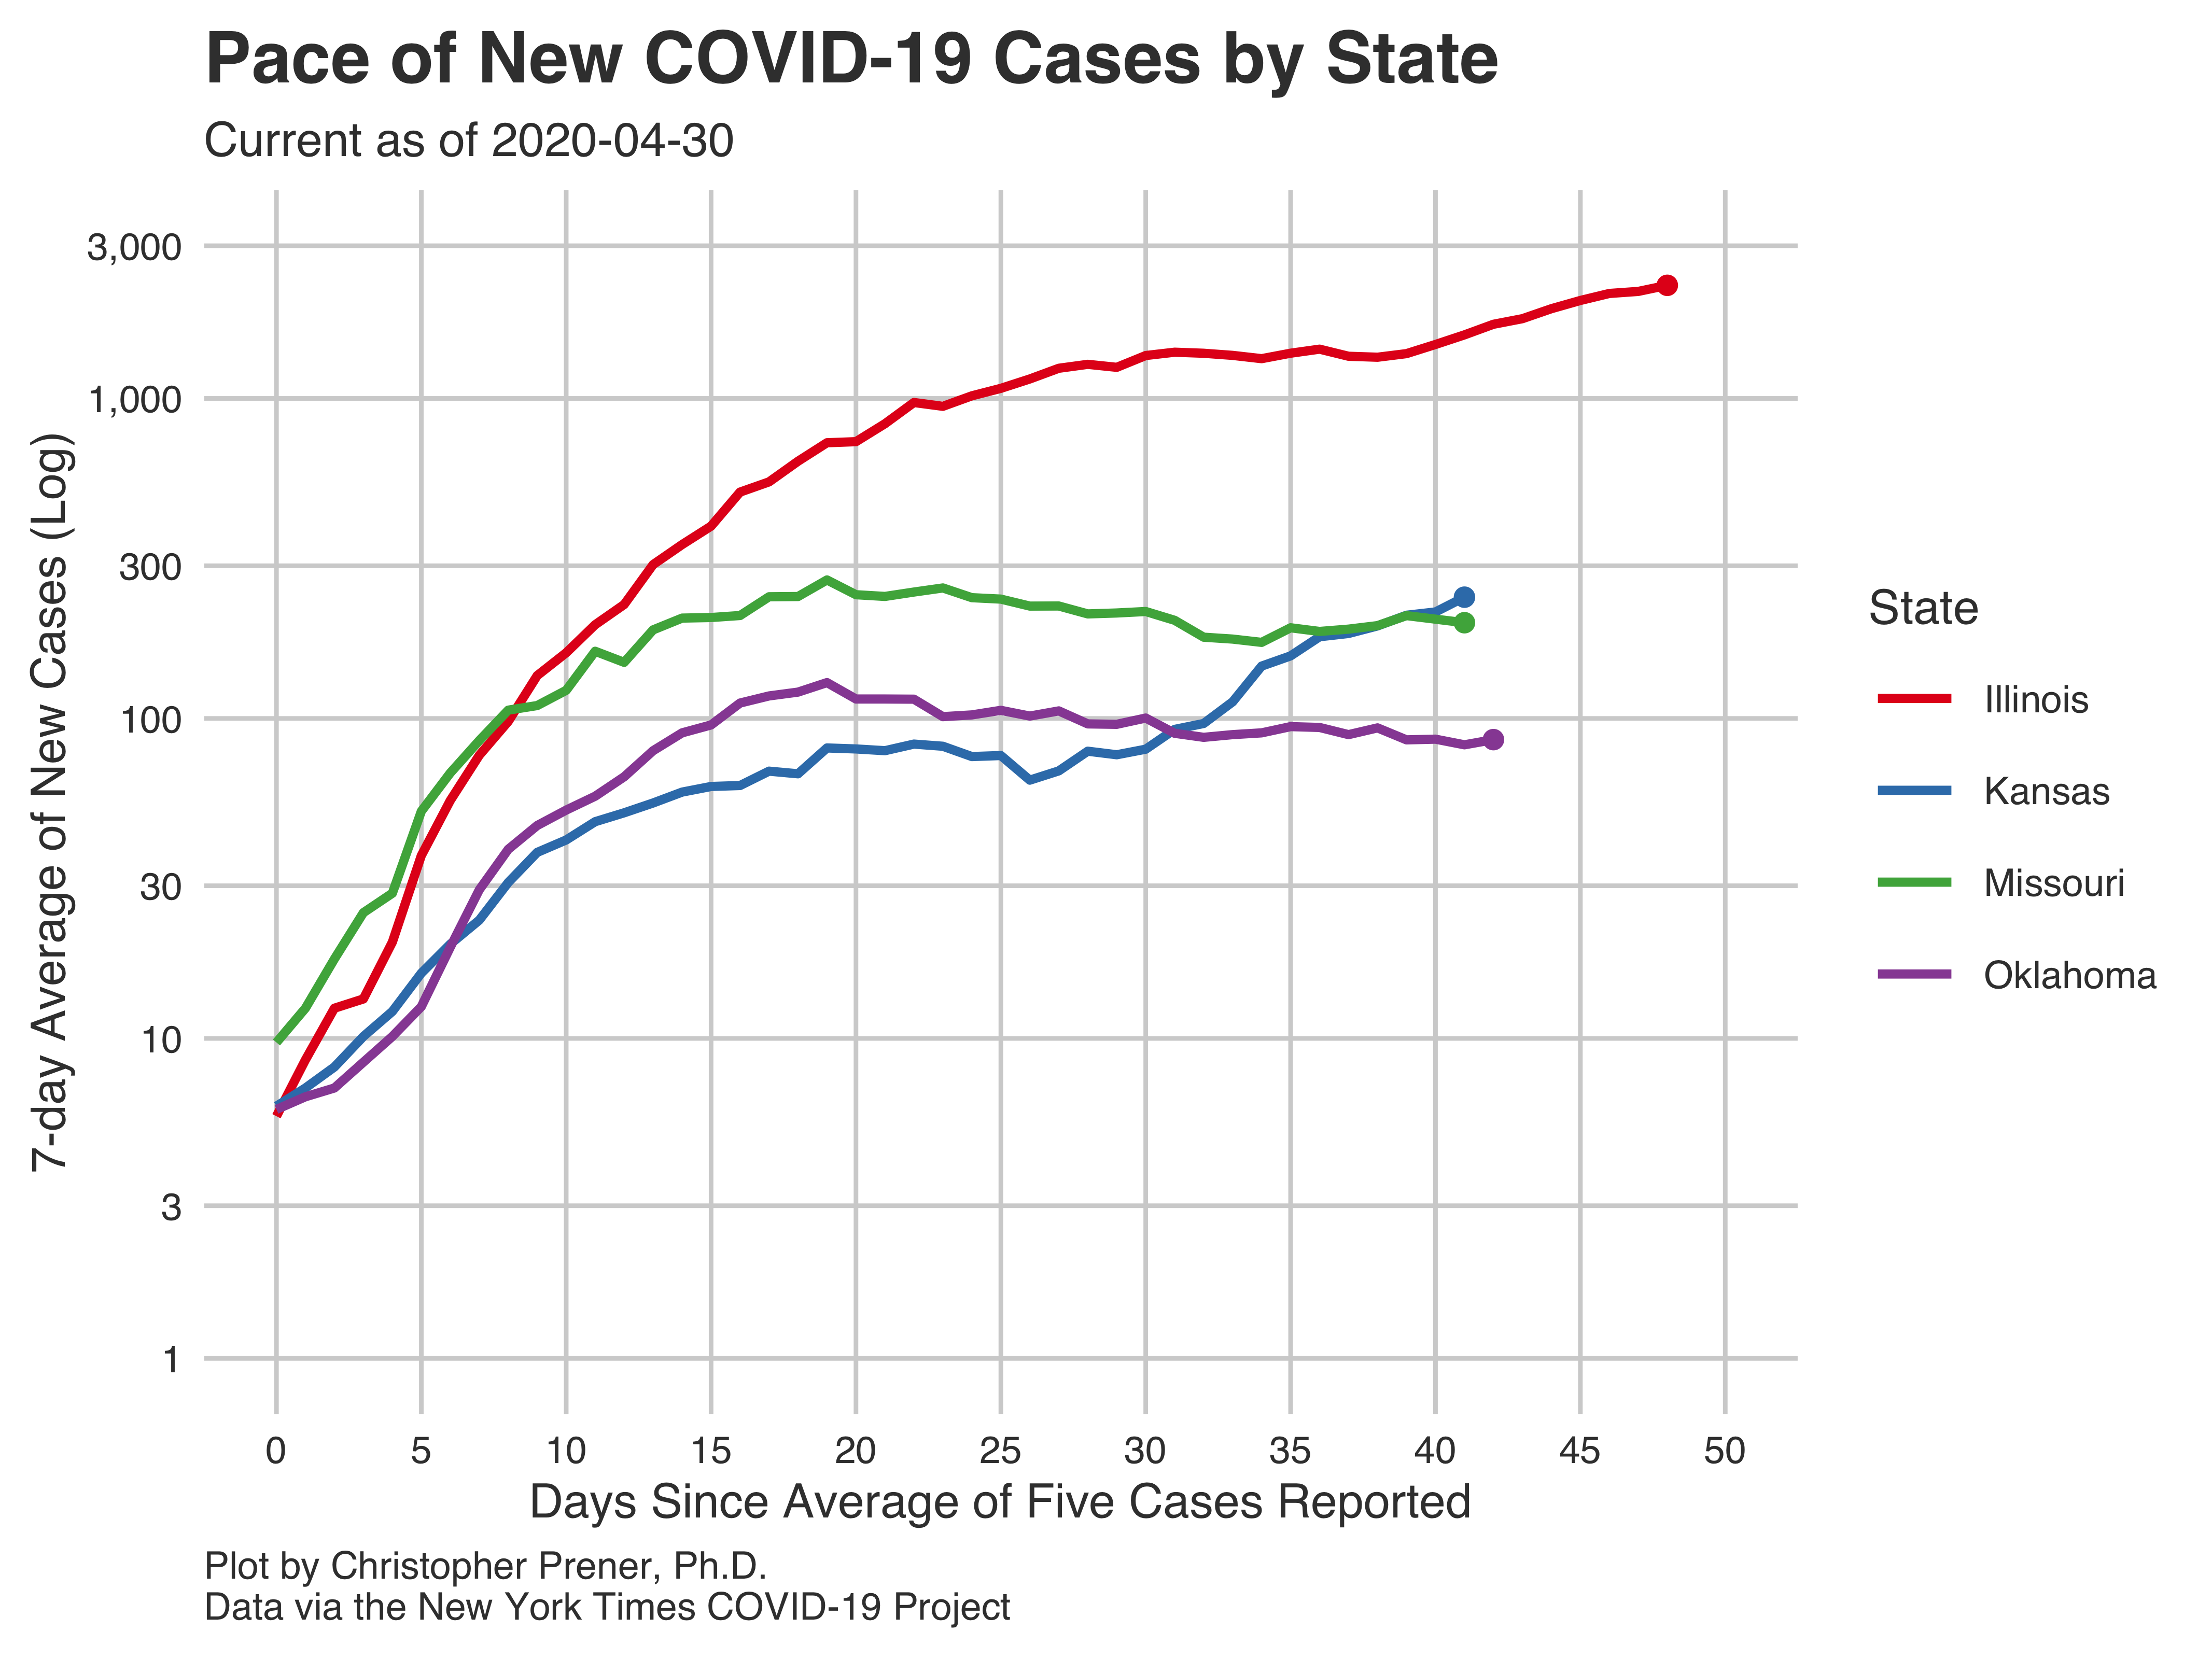 Pace of New COVID-19 Cases by State
Current as of 2020-04-30
7-day Average of New Cases (Log)
3,000
1,000
300
100
30
10
3
1
0 5 10 15 20 25 30 35 40 45 50
Days Since Average of Five Cases Reported
State
Illinois
Kansas
Missouri
Oklahoma
Plot by Christopher Prener, Ph.D.
Data via the New York Times COVID-19 Project